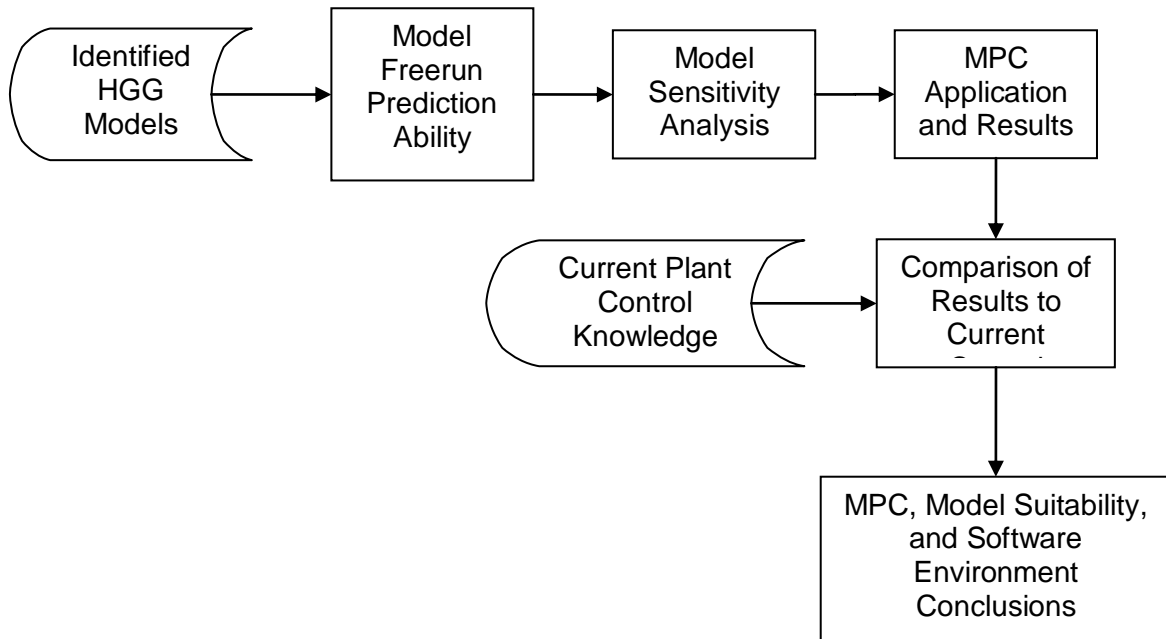 Identified
HGG
Models
Model
Freerun
Prediction
Ability
Model
Sensitivity
Analysis
MPC
Application
and Results
Current Plant
Control
Knowledge
Comparison of
Results to
Current
MPC, Model Suitability,
and Software
Environment
Conclusions